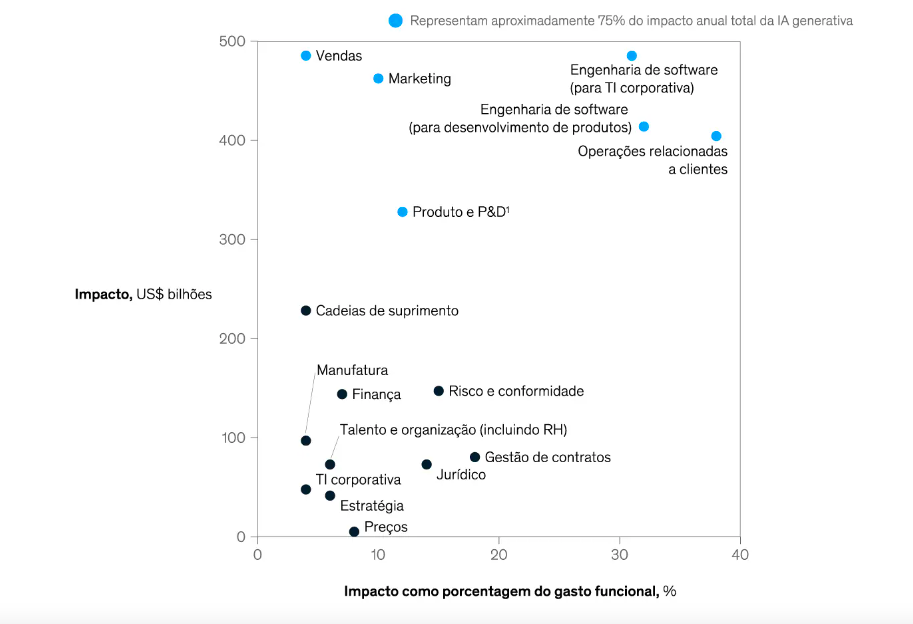 Representam aproximadamente 75% do impacto anual total da IA generativa
500
Vendas
Marketing
Engenharia de software
(para TI corporativa)
Engenharia de software
(para desenvolvimento de produtos)
400
Operações relacionadas
a clientes
Produto e P&D¹
300
Impacto, US$ bilhões
Cadeias de suprimento
200
Manufatura
Finança
Risco e conformidade
Talento e organização (incluindo RH)
100
Gestão de contratos
Jurídico
TI corporativa
Estratégia
Preços
0
0 10 20 30 40
Impacto como porcentagem do gasto funcional, %